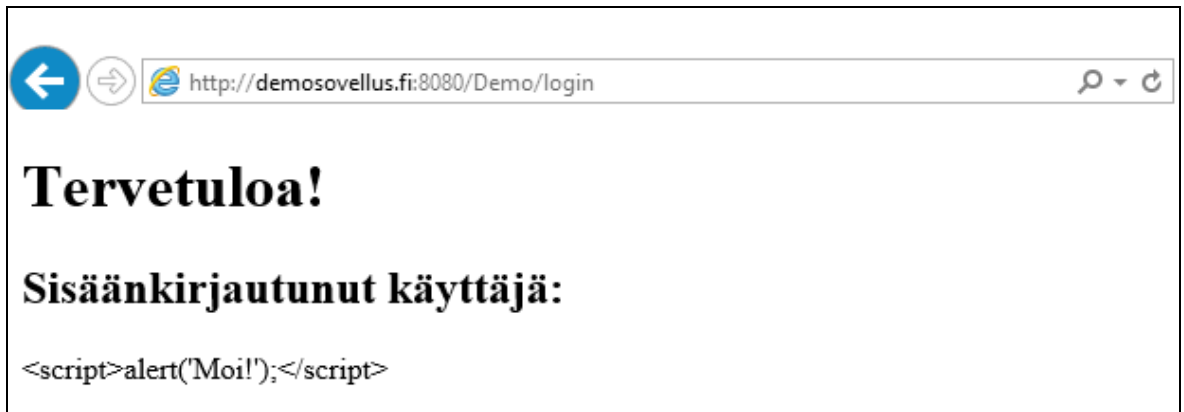 http://demosovellus.fi:8080/Demo/login
Tervetuloa!
Sisäänkirjautunut käyttäjä:
<script>alert('Moi!');</script>